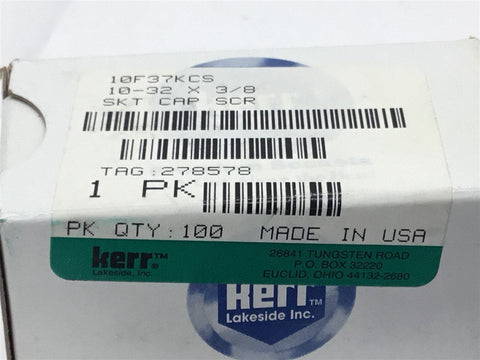 10F37KCS
10-32 X 3/8
SKT CAP SCR
TAG:278578
1 PK
PK QTY:100 MADE IN USA
kerr™®
Lakeside, Inc.
26841 TUNGSTEN ROAD
P.O. BOX 32220
EUCLID, OHIO 44132-2680
kerr™
Lakeside Inc.